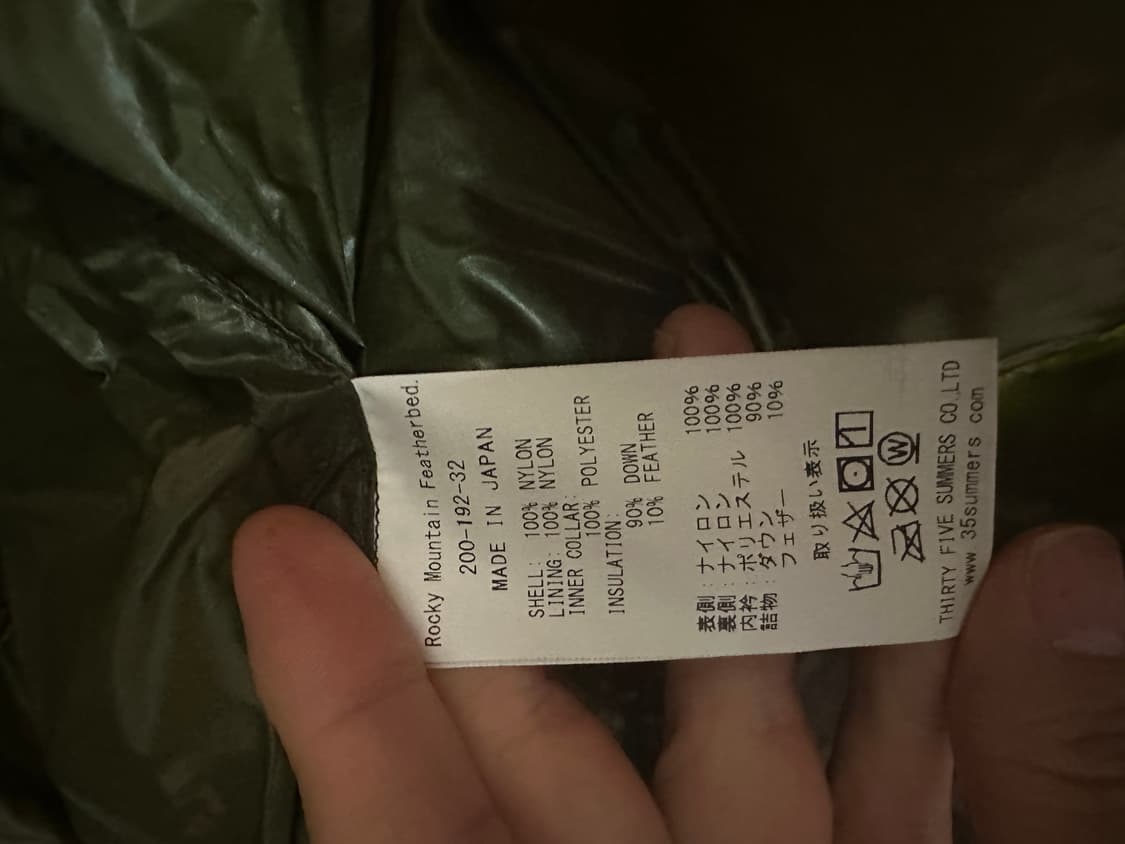 Rocky Mountain Featherbed.
200-192-32
MADE IN JAPAN
SHELL: 100% NYLON
LINING: 100% NYLON
INNER COLLAR:
100% POLYESTER
INSULATION:
90% DOWN
10% FEATHER
表側:ナイロン 100%
裏側:ナイロン 100%
内衿:ポリエステル 100%
詰物:ダウン 90%
フェザー 10%
取り扱い表示
W
THIRTY FIVE SUMMERS CO.,LTD
www 35summers com